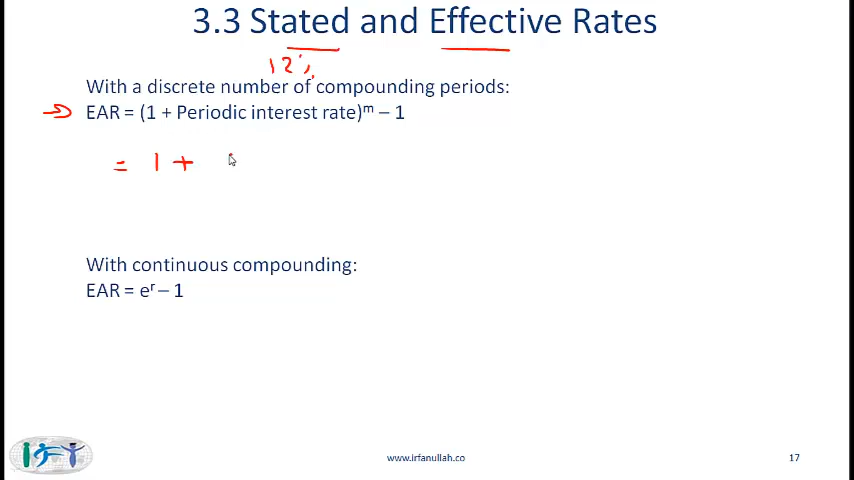 3.3 Stated and Effective Rates
12%
With a discrete number of compounding periods:
EAR = (1 + Periodic interest rate)ᵐ – 1
= 1 +
With continuous compounding:
EAR = eʳ – 1
IFT
www.irfanullah.co
17